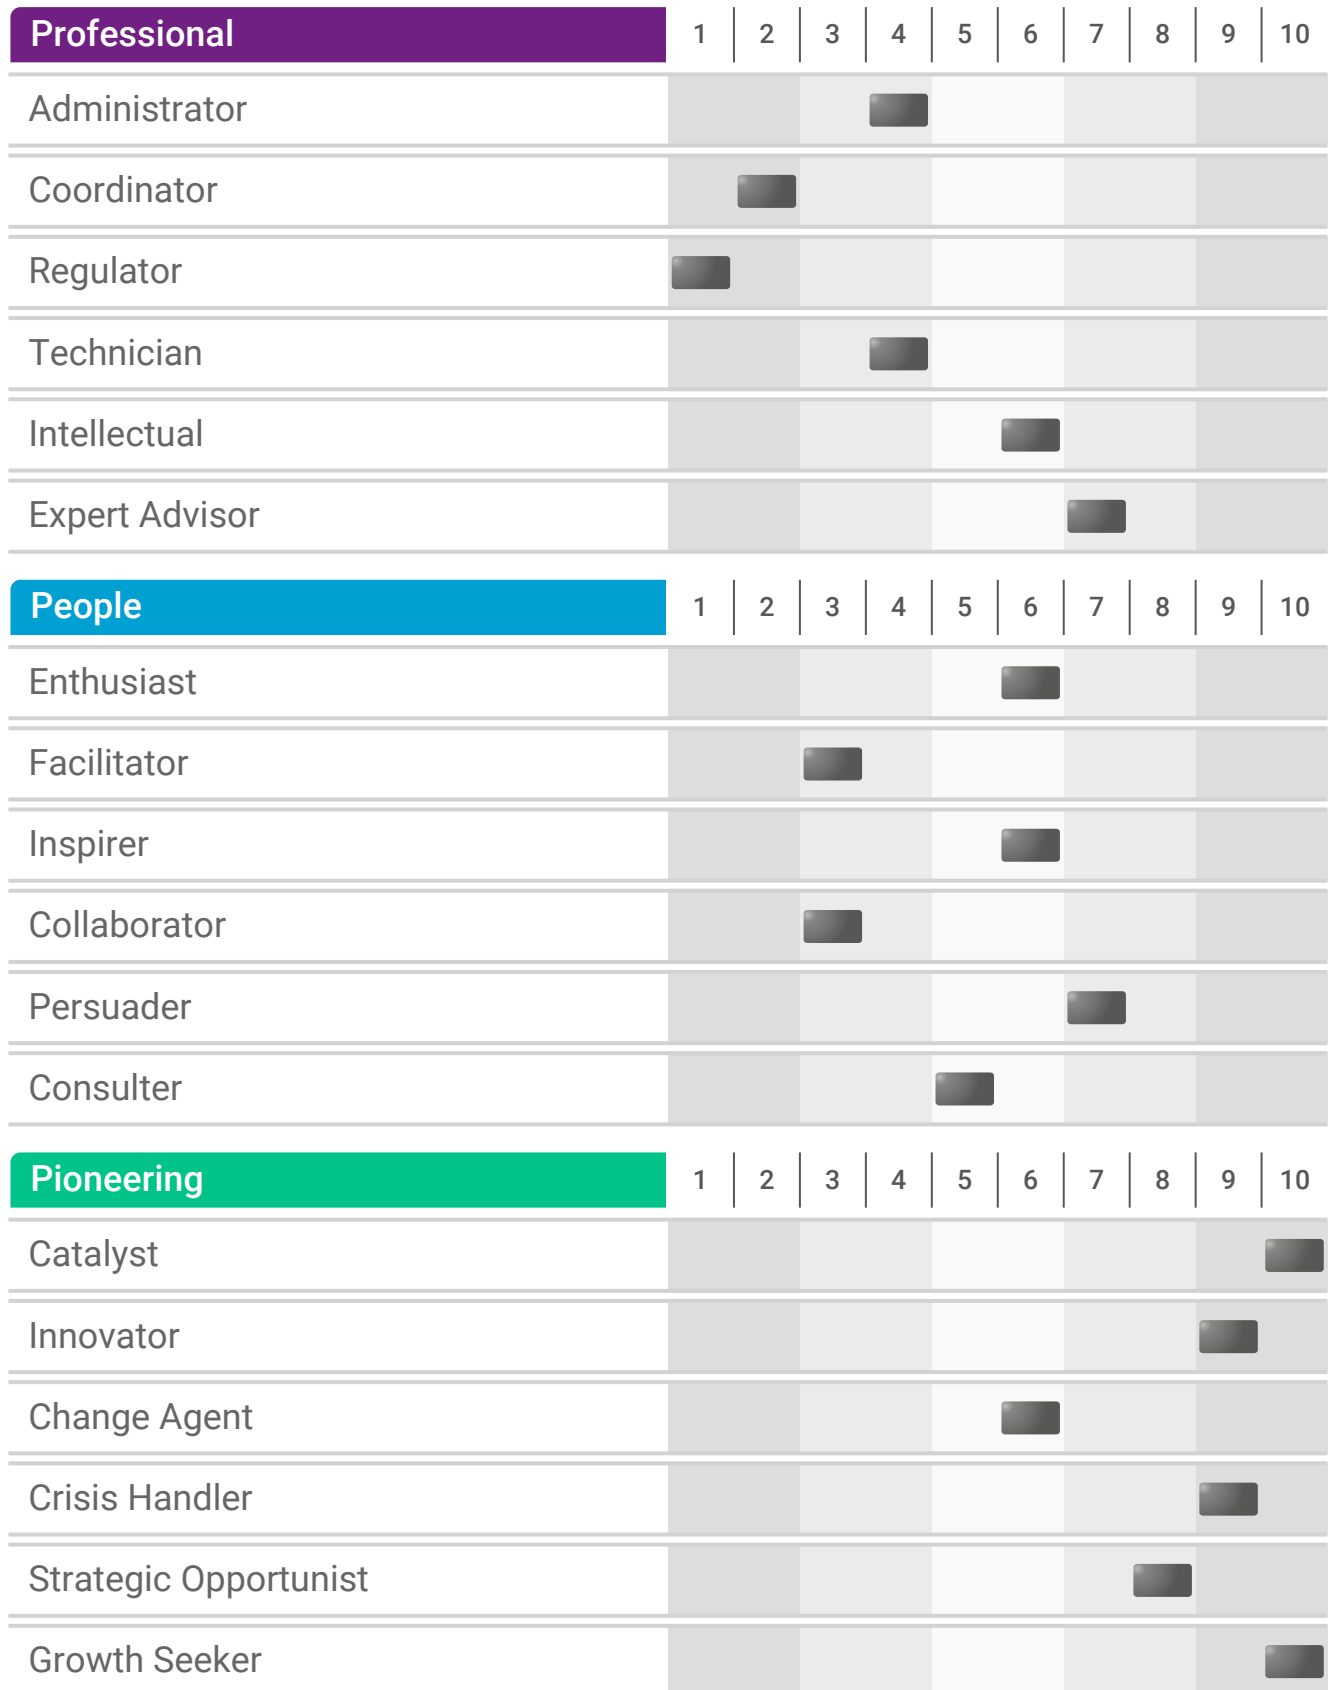 Professional 1 2 3 4 5 6 7 8 9 10
Administrator
Coordinator
Regulator
Technician
Intellectual
Expert Advisor
People 1 2 3 4 5 6 7 8 9 10
Enthusiast
Facilitator
Inspirer
Collaborator
Persuader
Consulter
Pioneering 1 2 3 4 5 6 7 8 9 10
Catalyst
Innovator
Change Agent
Crisis Handler
Strategic Opportunist
Growth Seeker